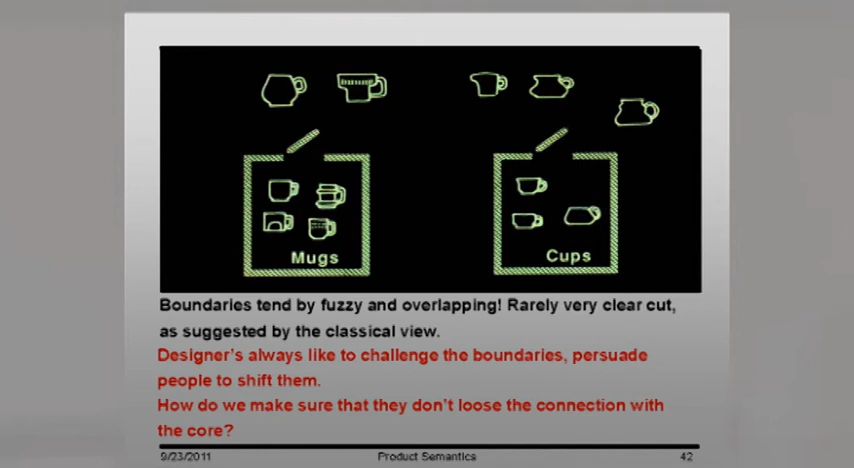 Mugs
Cups
Boundaries tend by fuzzy and overlapping! Rarely very clear cut,
as suggested by the classical view.
Designer's always like to challenge the boundaries, persuade
people to shift them.
How do we make sure that they don't loose the connection with
the core?
9/23/2011
Product Semantics
42